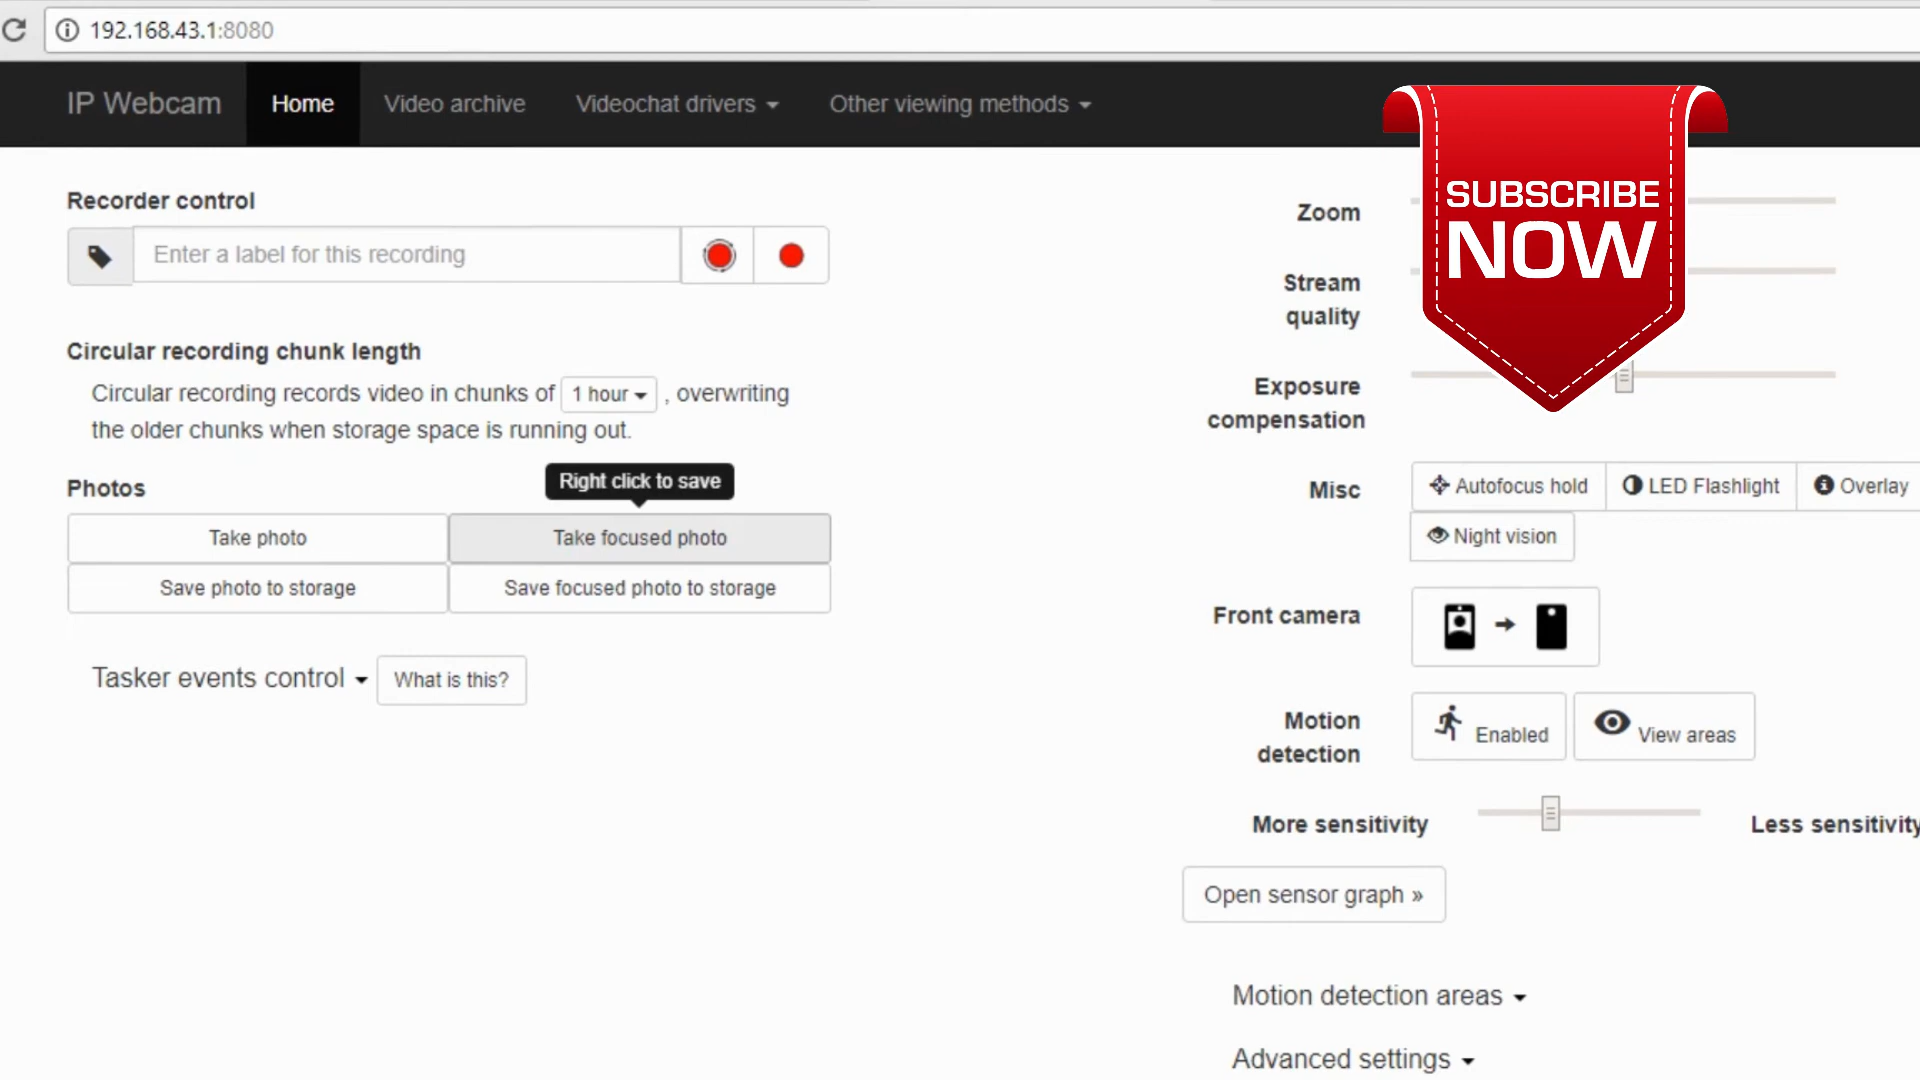 192.168.43.1:8080
IP Webcam Home Video archive Videochat drivers Other viewing methods
Recorder control
Enter a label for this recording
Circular recording chunk length
Circular recording records video in chunks of 1 hour , overwriting
the older chunks when storage space is running out.
Right click to save
Photos
Take photo Take focused photo
Save photo to storage Save focused photo to storage
Tasker events control What is this?
SUBSCRIBE
NOW
Zoom
Stream
quality
Exposure
compensation
Misc Autofocus hold LED Flashlight Overlay
Night vision
Front camera
Motion
detection
Enabled View areas
More sensitivity Less sensitivity
Open sensor graph »
Motion detection areas
Advanced settings